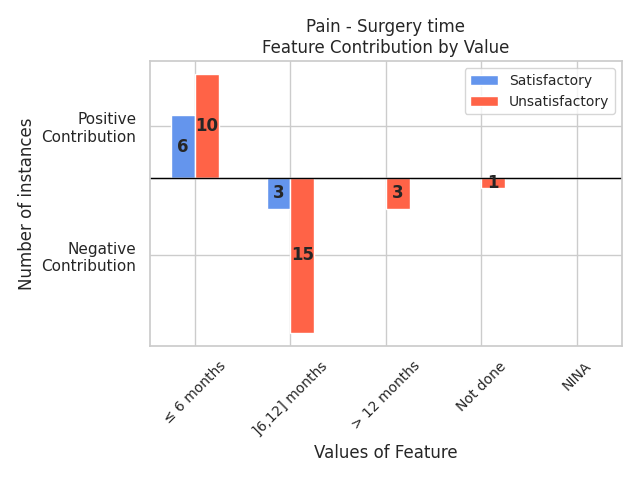 Pain - Surgery time
Feature Contribution by Value
Satisfactory
Unsatisfactory
Positive
Contribution
Negative
Contribution
Number of instances
6
10
3
15
3
1
≤ 6 months
]6,12] months
> 12 months
Not done
NINA
Values of Feature